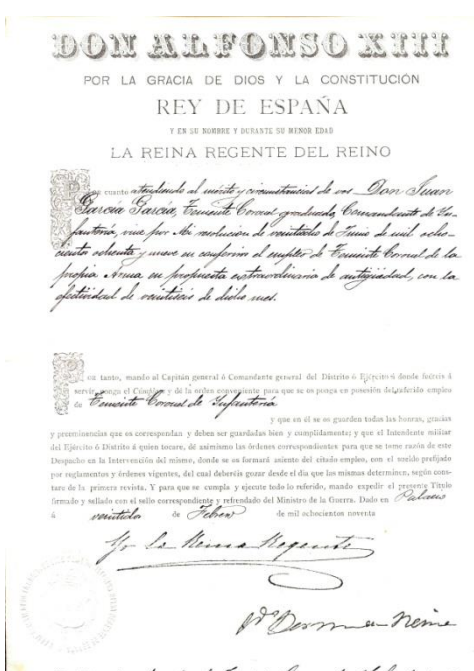 DON ALFONSO XIII
POR LA GRACIA DE DIOS Y LA CONSTITUCIÓN
REY DE ESPAÑA
Y EN SU NOMBRE Y DURANTE SU MENOR EDAD
LA REINA REGENTE DEL REINO
Por cuanto atendiendo al mérito y circunstancias de vos Don Juan
García García, Teniente Coronel graduado, Comandante de In-
fantería, vine por Mi resolución de veintiocho de Junio de mil ocho-
cientos ochenta y nueve en conferiros el empleo de Teniente Coronel de la
propia Arma en propuesta extraordinaria de antigüedad, con la
efectividad de veintiseis de dicho mes.
Por tanto, mando al Capitán general ó Comandante general del Distrito ó Ejército á donde fuereis á
servir, ponga el Cúmplase y dé la orden conveniente para que se os ponga en posesión del referido empleo
de Teniente Coronel de Infantería
y que en él se os guarden todas las honras, gracias
y preeminencias que os correspondan y deben ser guardadas bien y cumplidamente; y que el Intendente militar
del Ejército ó Distrito á quien tocare, dé asimismo las órdenes correspondientes para que se tome razón de este
Despacho en la Intervención del mismo, donde se os formará asiento del citado empleo, con el sueldo prefijado
por reglamentos y órdenes vigentes, del cual deberéis gozar desde el día que los mismos determinen, según cons-
tare de la primera revista. Y para que se cumpla y ejecute todo lo referido, mando expedir el presente Título
firmado y sellado con el sello correspondiente y refrendado del Ministro de la Guerra. Dado en Palacio
á veintidos de Febrero de mil ochocientos noventa
Yo la Reina Regente